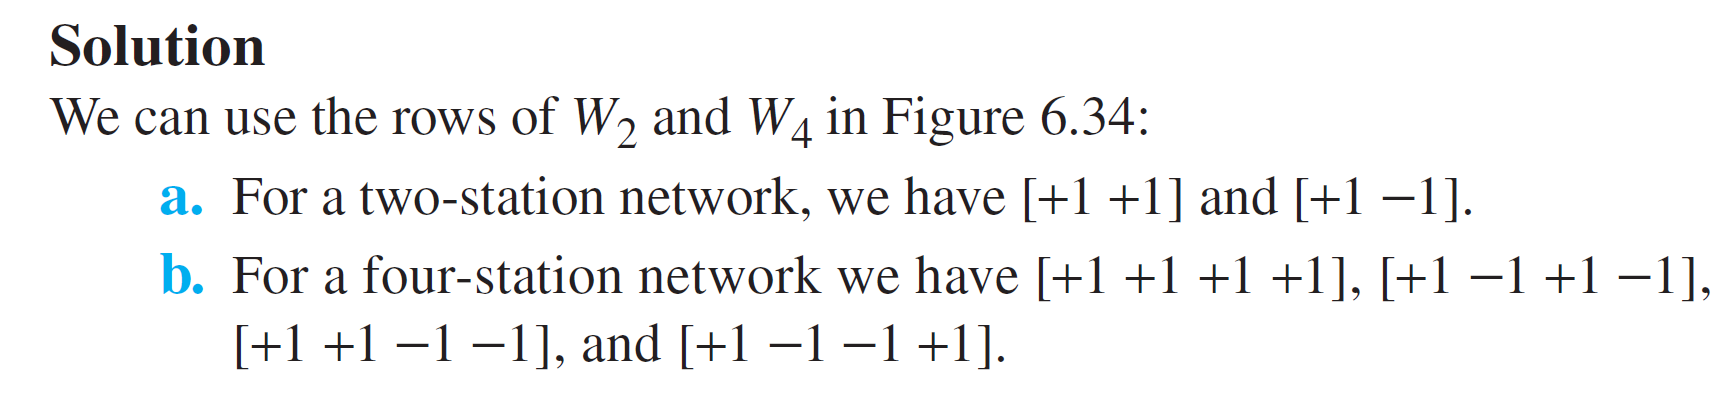 Solution
We can use the rows of W2 and W4 in Figure 6.34:
a. For a two-station network, we have [+1 +1] and [+1 −1].
b. For a four-station network we have [+1 +1 +1 +1], [+1 −1 +1 −1],
[+1 +1 −1 −1], and [+1 −1 −1 +1].